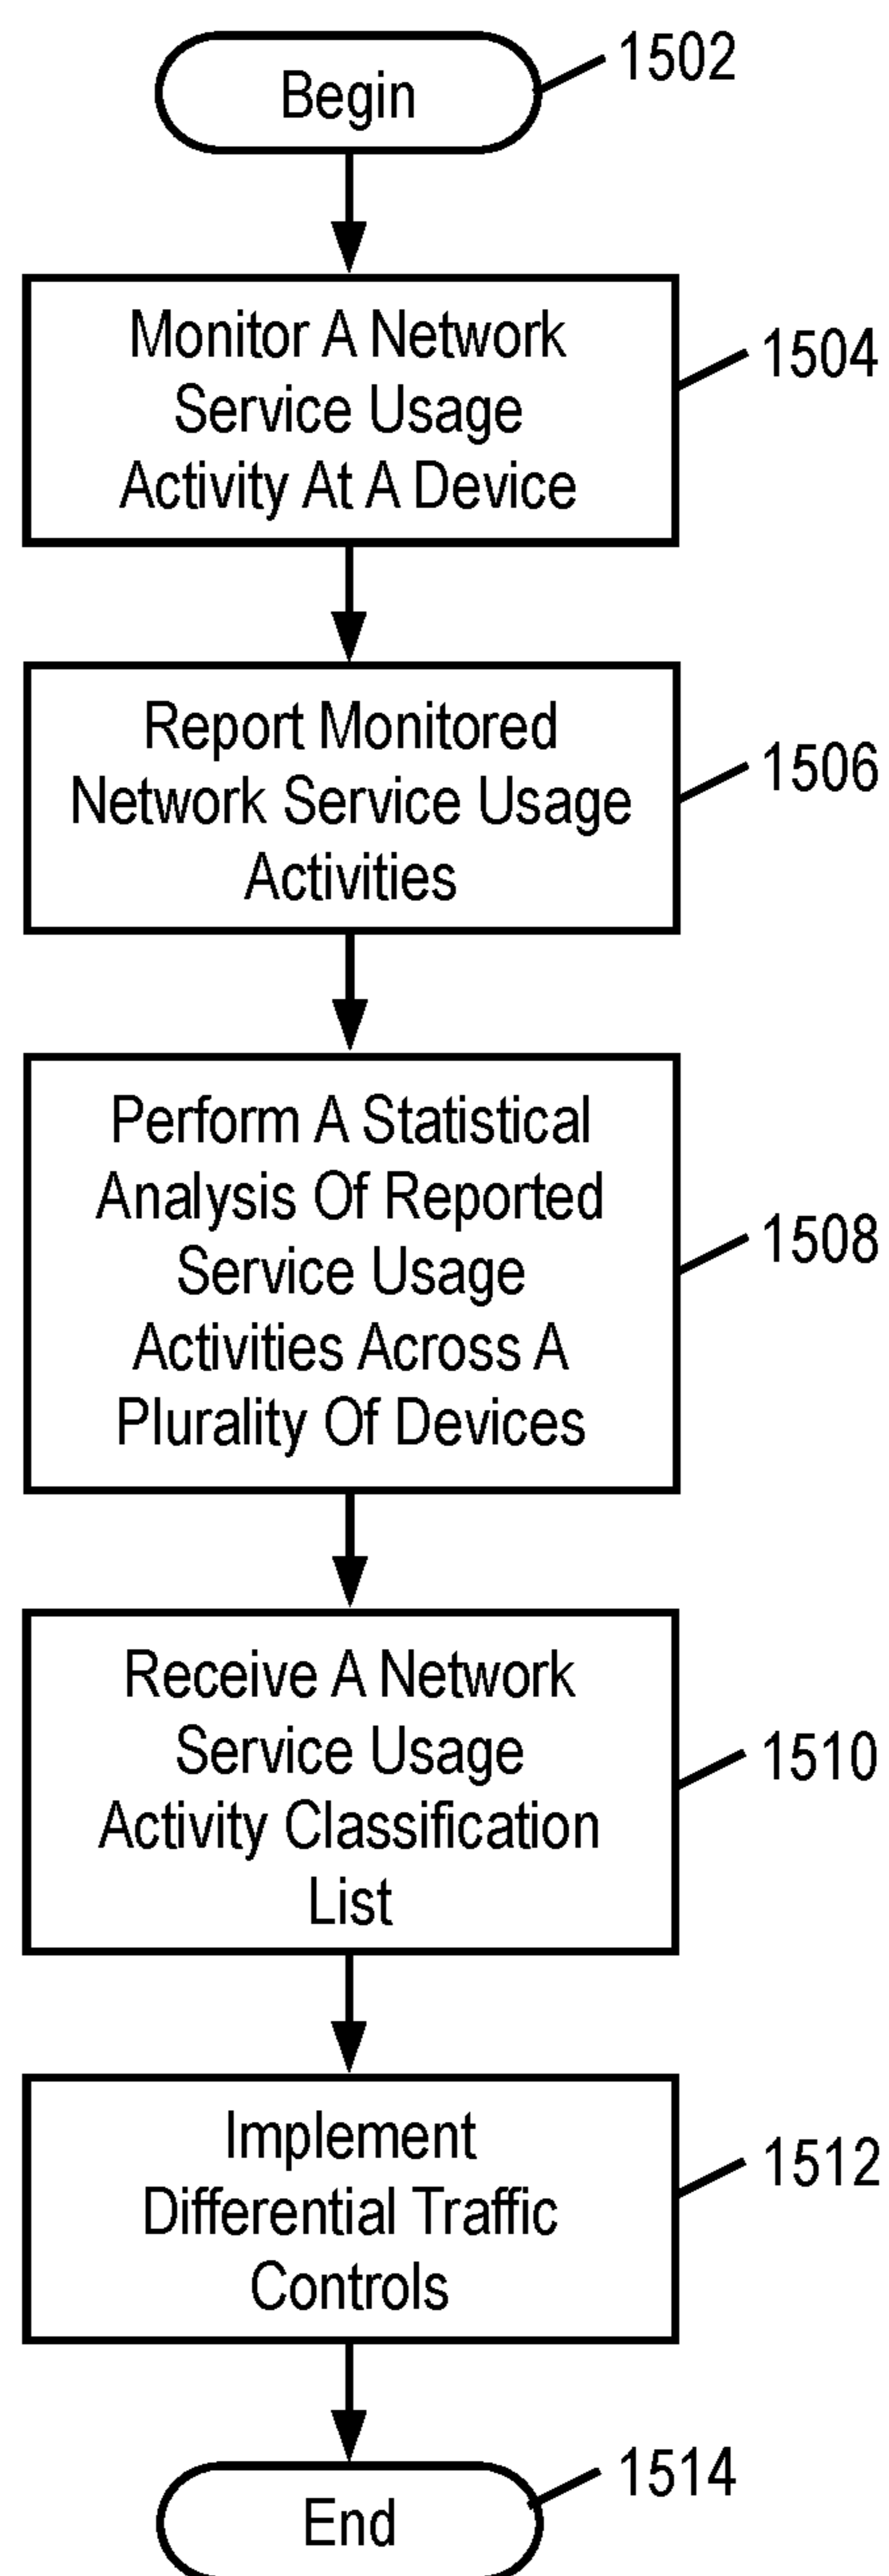 Begin
1502
Monitor A Network
Service Usage
Activity At A Device
1504
Report Monitored
Network Service Usage
Activities
1506
Perform A Statistical
Analysis Of Reported
Service Usage
Activities Across A
Plurality Of Devices
1508
Receive A Network
Service Usage
Activity Classification
List
1510
Implement
Differential Traffic
Controls
1512
End
1514